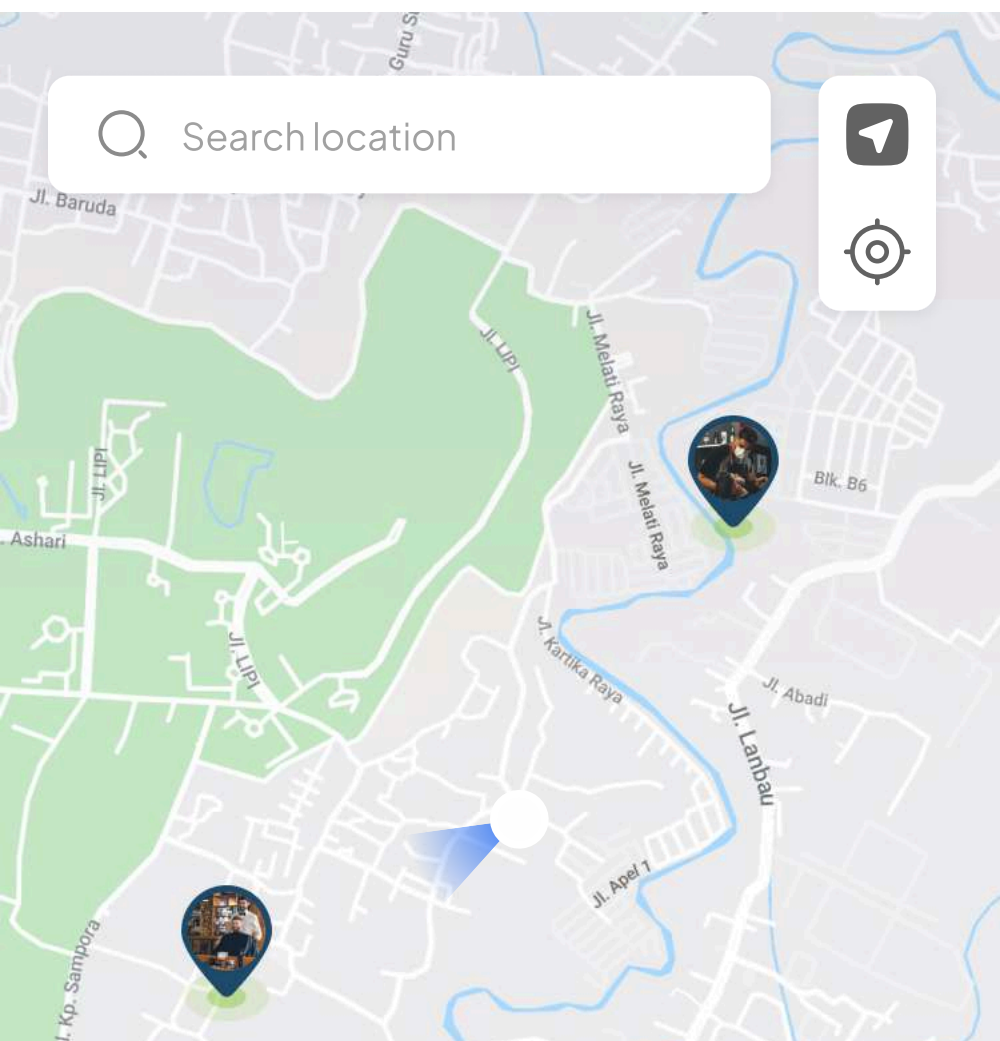 Guru S
Search location
Jl. Baruda
Jl. LIPI
Jl. Melati Raya
Jl. LIPI
Jl. Melati Raya
Blk. B6
. Ashari
Jl. LIPI
Jl. Kartika Raya
Jl. Abadi
Jl. Lanbau
Jl. Apel 1
l. Kp. Sampora